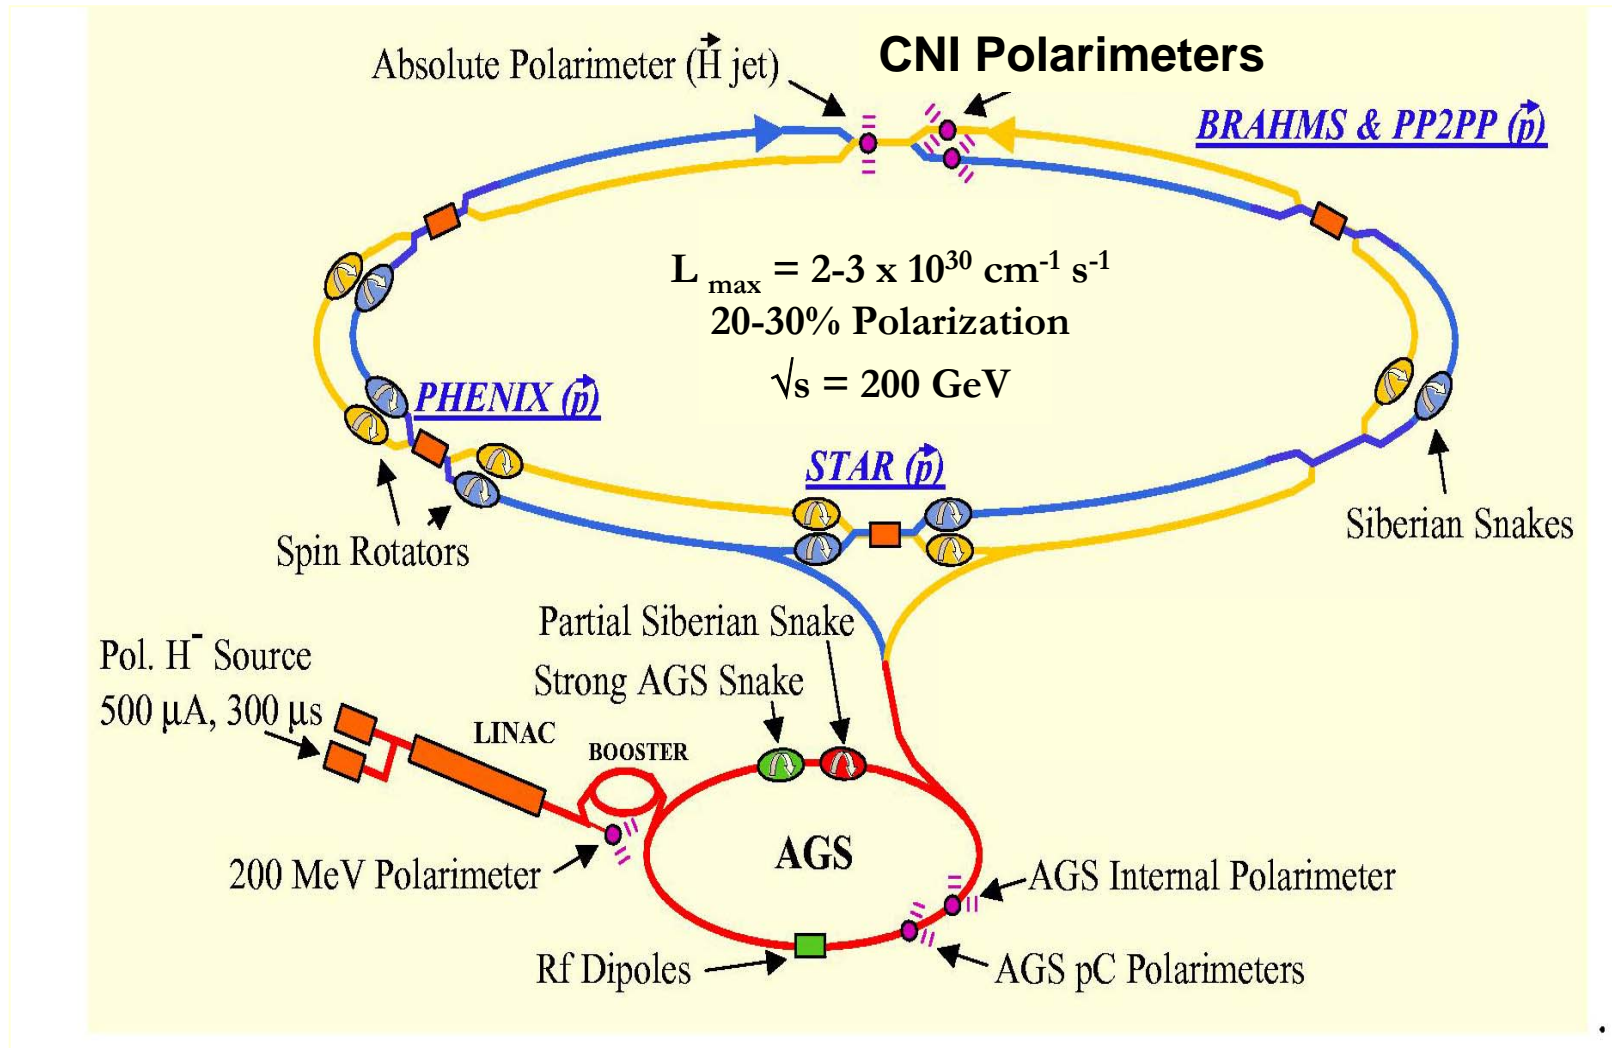 Absolute Polarimeter (H⃗ jet)
CNI Polarimeters
BRAHMS & PP2PP (p⃗)
L max = 2-3 x 10³⁰ cm⁻¹ s⁻¹
20-30% Polarization
√s = 200 GeV
PHENIX (p⃗)
STAR (p⃗)
Siberian Snakes
Spin Rotators
Partial Siberian Snake
Strong AGS Snake
Pol. H⁻ Source
500 µA, 300 µs
LINAC
BOOSTER
AGS
200 MeV Polarimeter
AGS Internal Polarimeter
Rf Dipoles
AGS pC Polarimeters
.